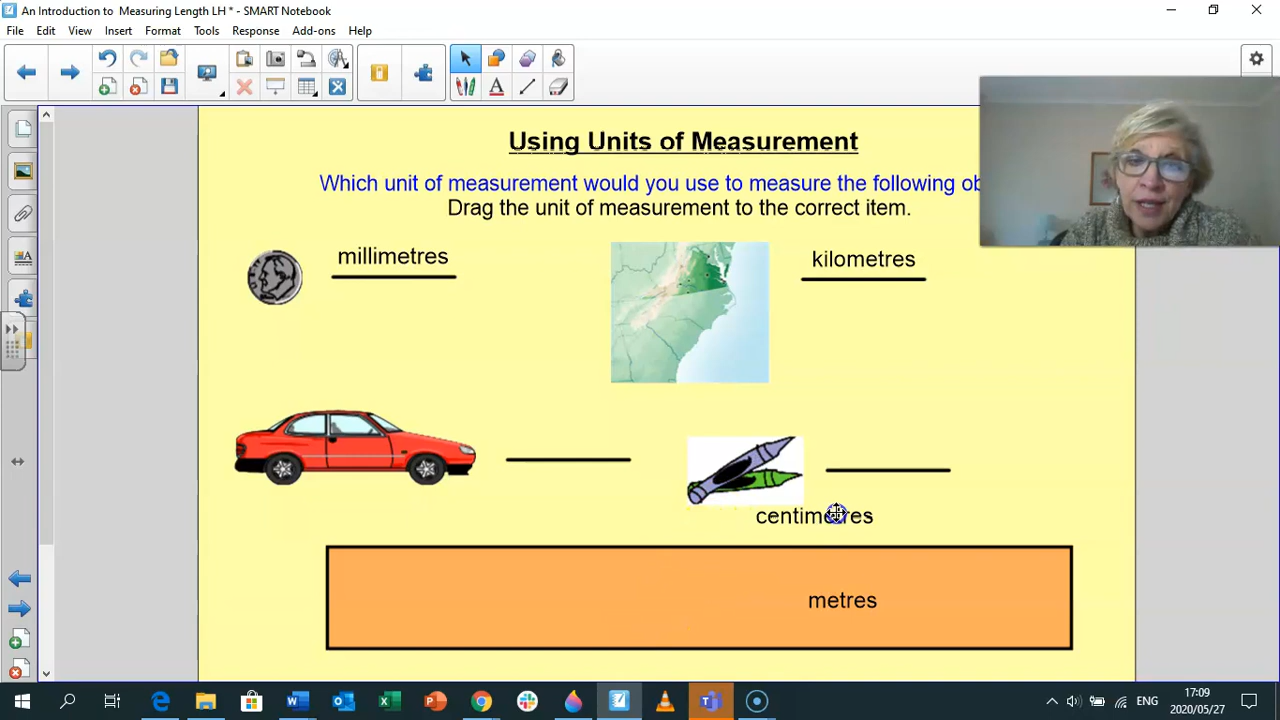 An Introduction to Measuring Length LH * - SMART Notebook
File Edit View Insert Format Tools Response Add-ons Help
Using Units of Measurement
Which unit of measurement would you use to measure the following ob
Drag the unit of measurement to the correct item.
millimetres
kilometres
centimetres
metres
ENG
17:09
2020/05/27